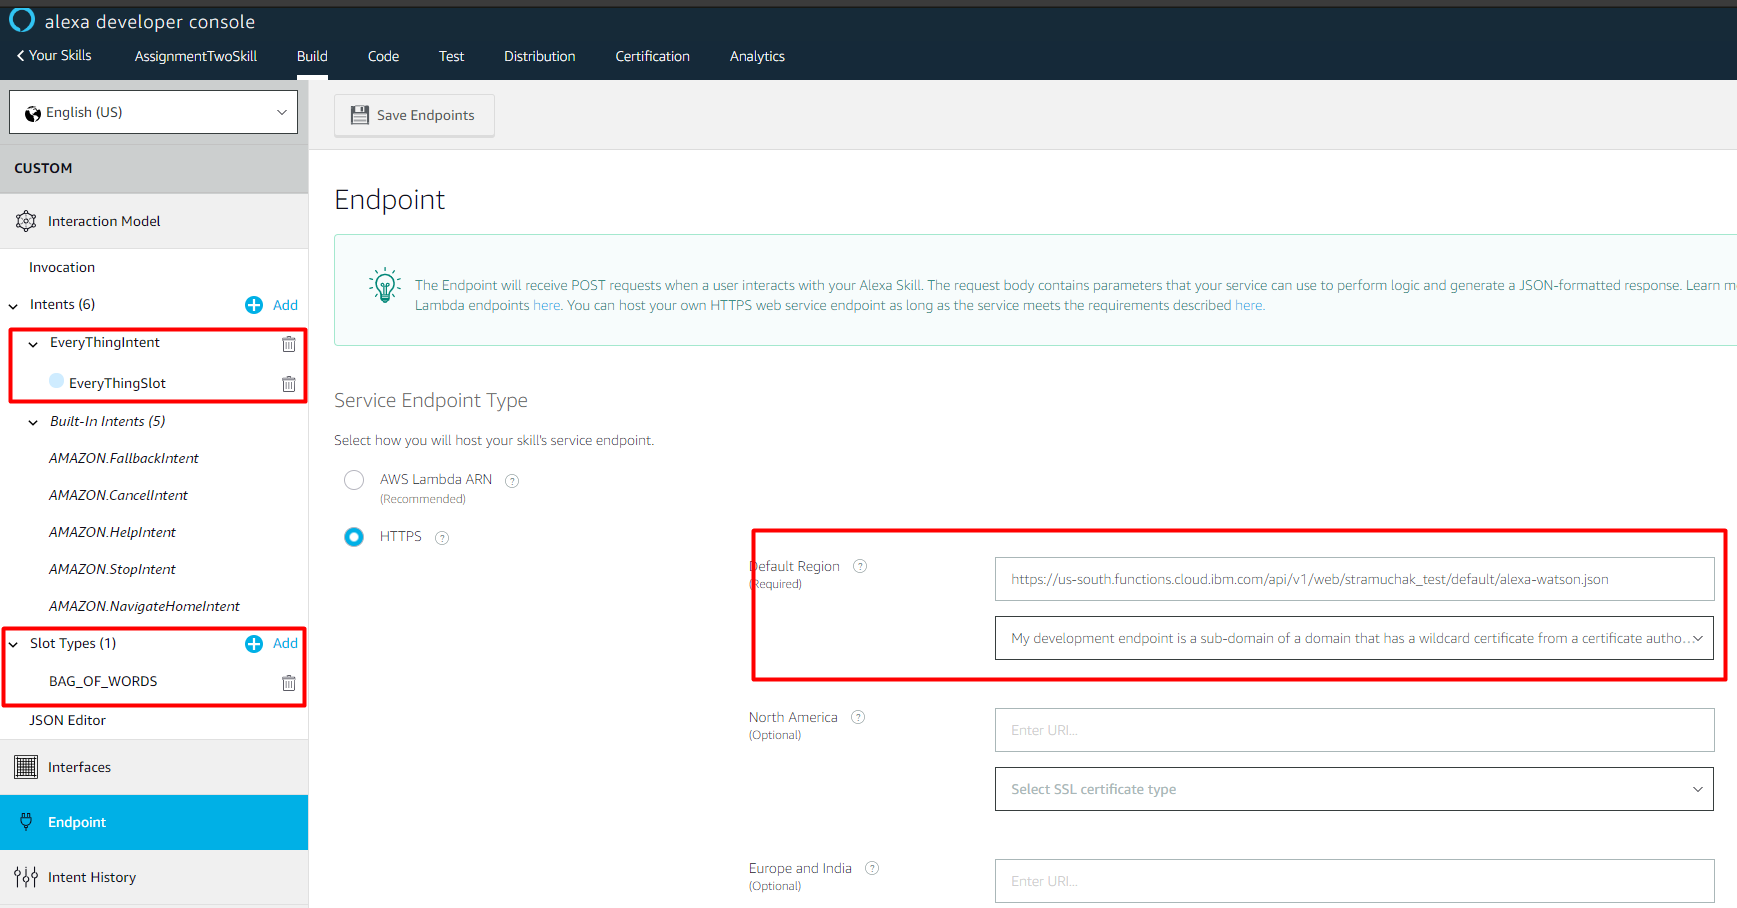 alexa developer console
Your Skills AssignmentTwoSkill Build Code Test Distribution Certification Analytics
English (US)
CUSTOM
Interaction Model
Invocation
Intents (6) Add
EveryThingIntent
EveryThingSlot
Built-In Intents (5)
AMAZON.FallbackIntent
AMAZON.CancelIntent
AMAZON.HelpIntent
AMAZON.StopIntent
AMAZON.NavigateHomeIntent
Slot Types (1) Add
BAG_OF_WORDS
JSON Editor
Interfaces
Endpoint
Intent History
Save Endpoints
Endpoint
The Endpoint will receive POST requests when a user interacts with your Alexa Skill. The request body contains parameters that your service can use to perform logic and generate a JSON-formatted response. Learn
Lambda endpoints here. You can host your own HTTPS web service endpoint as long as the service meets the requirements described here.
Service Endpoint Type
Select how you will host your skill's service endpoint.
AWS Lambda ARN ?
(Recommended)
HTTPS ?
Default Region ?
(Required)
https://us-south.functions.cloud.ibm.com/api/v1/web/stramuchak_test/default/alexa-watson.json
My development endpoint is a sub-domain of a domain that has a wildcard certificate from a certificate autho...
North America ?
(Optional)
Enter URI...
Select SSL certificate type
Europe and India ?
(Optional)
Enter URI...